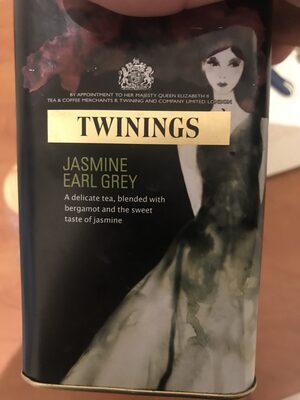 BY APPOINTMENT TO HER MAJESTY QUEEN ELIZABETH II
TEA & COFFEE MERCHANTS R. TWINING AND COMPANY LIMITED LONDON
TWININGS
JASMINE
EARL GREY
A delicate tea, blended with
bergamot and the sweet
taste of jasmine